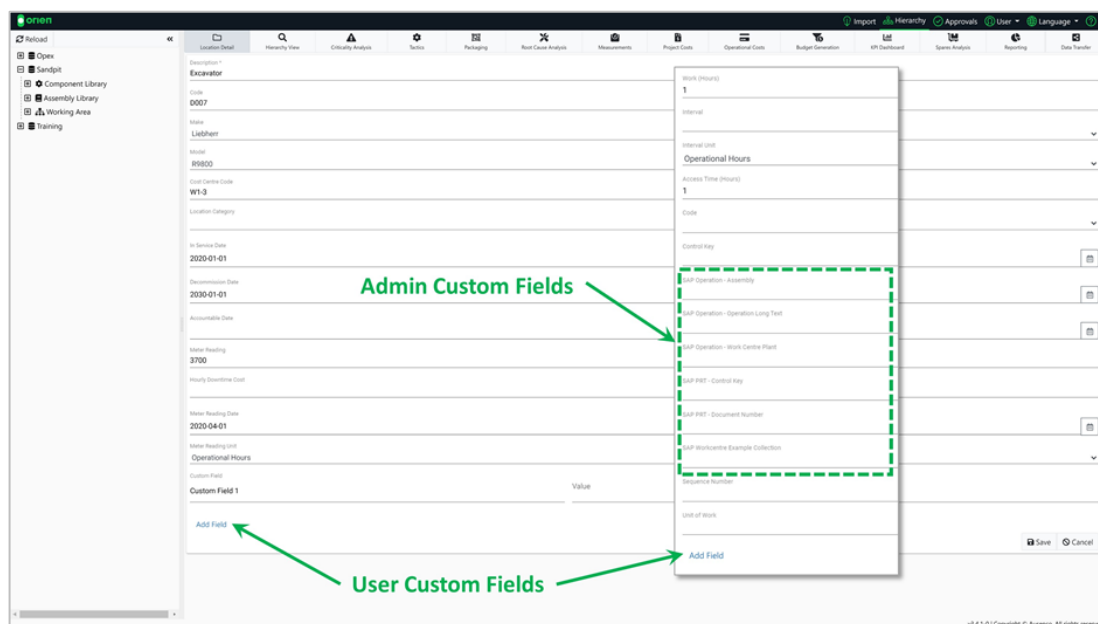 onen
Import Hierarchy Approvals User Language
Reload
Location Detail Hierarchy View Criticality Analysis Tactics Packaging Root Cause Analysis Measurements Project Costs Operational Costs Budget Generation KPI Dashboard Spares Analysis Reporting Data Transfer
Opex
Sandpit
Component Library
Assembly Library
Working Area
Training
Description *
Excavator
Code
D007
Make
Liebherr
Model
R9800
Cost Centre Code
W1-3
Location Category
In Service Date
2020-01-01
Decommission Date
2030-01-01
Accountable Date
Meter Reading
3700
Hourly Downtime Cost
Meter Reading Date
2020-04-01
Meter Reading Unit
Operational Hours
Custom Field
Custom Field 1
Value
Add Field
Work (Hours)
1
Interval
Interval Unit
Operational Hours
Access Time (Hours)
1
Code
Control Key
SAP Operation - Assembly
SAP Operation - Operation Long Text
SAP Operation - Work Centre Plant
SAP PRT - Control Key
SAP PRT - Document Number
SAP Workcentre Example Collection
Sequence Number
Unit of Work
Add Field
Admin Custom Fields
User Custom Fields
Save Cancel